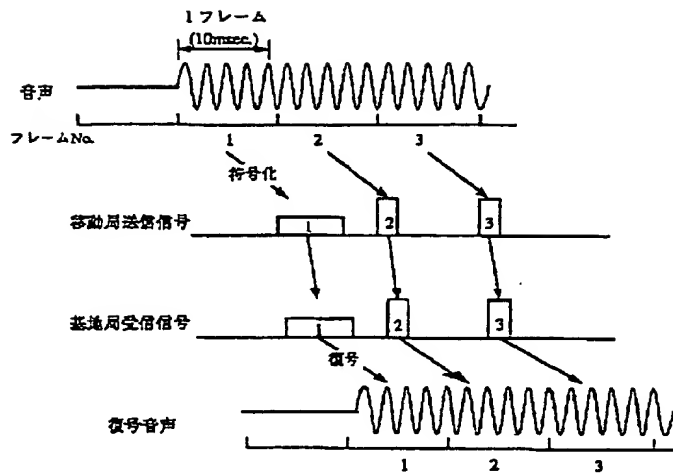 1フレーム
(10msec.)
音声
フレームNo.
1 2 3
符号化
移動局送信信号
1 2 3
基地局受信信号
1 2 3
復号
復号音声
1 2 3